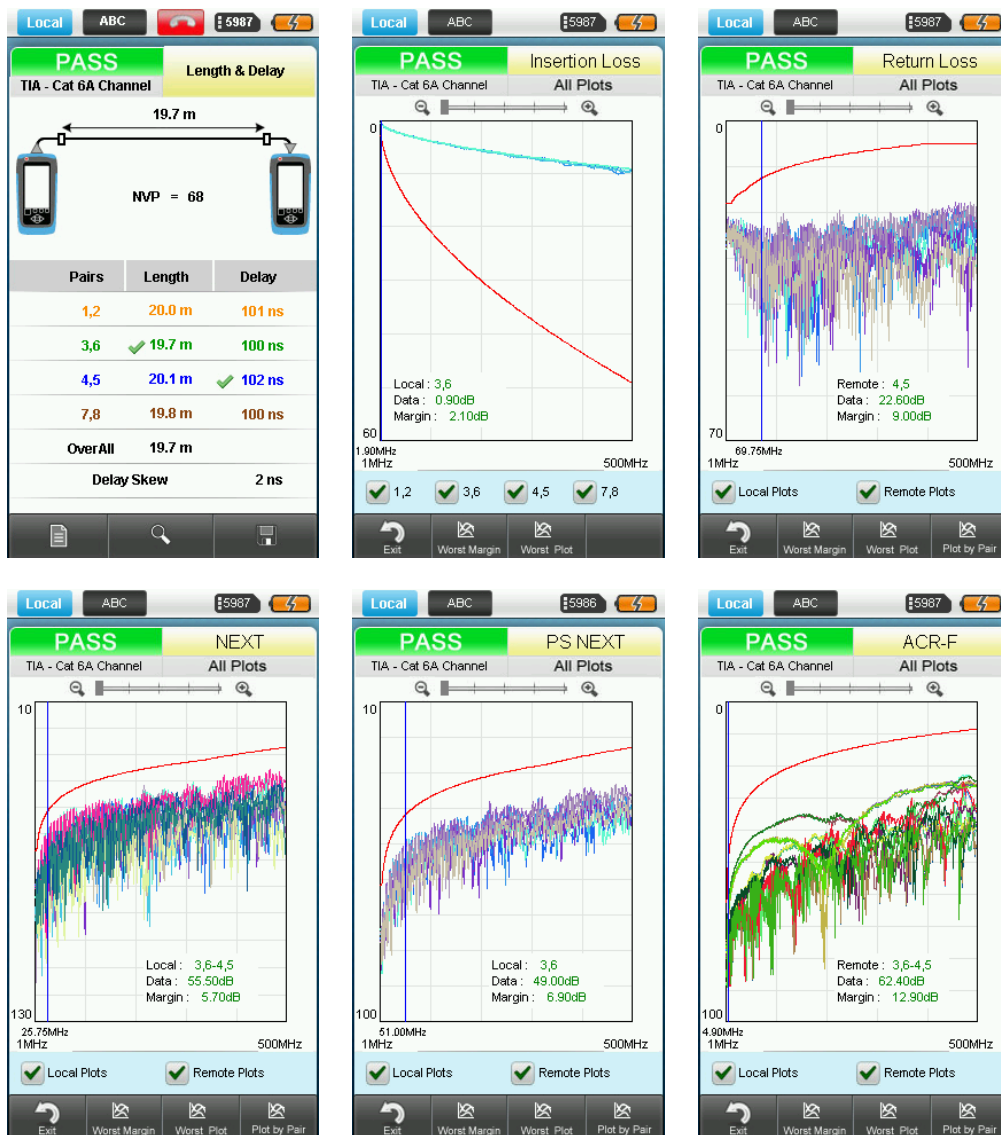 Local ABC 5987
PASS
TIA - Cat 6A Channel
Length & Delay
19.7 m
NVP = 68
Pairs Length Delay
1,2 20.0 m 101 ns
3,6 19.7 m 100 ns
4,5 20.1 m 102 ns
7,8 19.8 m 100 ns
OverAll 19.7 m
Delay Skew 2 ns
Local ABC 5987
PASS Insertion Loss
TIA - Cat 6A Channel All Plots
0
Local : 3,6
Data : 0.90dB
Margin : 2.10dB
60
1.90MHz
1MHz 500MHz
1,2 3,6 4,5 7,8
Exit Worst Margin Worst Plot
Local ABC 5987
PASS Return Loss
TIA - Cat 6A Channel All Plots
0
Remote : 4,5
Data : 22.60dB
Margin : 9.00dB
70
69.75MHz
1MHz 500MHz
Local Plots Remote Plots
Exit Worst Margin Worst Plot Plot by Pair
Local ABC 5987
PASS NEXT
TIA - Cat 6A Channel All Plots
10
Local : 3,6-4,5
Data : 55.50dB
Margin : 5.70dB
130
25.75MHz
1MHz 500MHz
Local Plots Remote Plots
Exit Worst Margin Worst Plot Plot by Pair
Local ABC 5986
PASS PS NEXT
TIA - Cat 6A Channel All Plots
10
Local : 3,6
Data : 49.00dB
Margin : 6.90dB
100
51.00MHz
1MHz 500MHz
Local Plots Remote Plots
Exit Worst Margin Worst Plot Plot by Pair
Local ABC 5987
PASS ACR-F
TIA - Cat 6A Channel All Plots
0
Remote : 3,6-4,5
Data : 62.40dB
Margin : 12.90dB
100
4.90MHz
1MHz 500MHz
Local Plots Remote Plots
Exit Worst Margin Worst Plot Plot by Pair